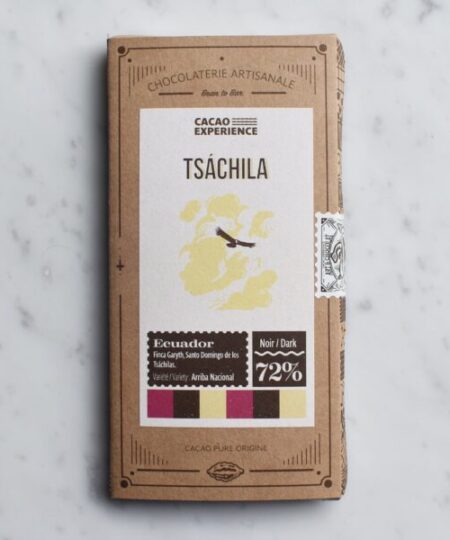 CHOCOLATERIE ARTISANALE
Bean to Bar
CACAO
EXPERIENCE
TSÁCHILA
Ecuador
Finca Garyth, Santo Domingo de los
Tsáchilas.
Variété / Variety: Arriba Nacional
Noir / Dark
72%
CACAO PURE ORIGINE